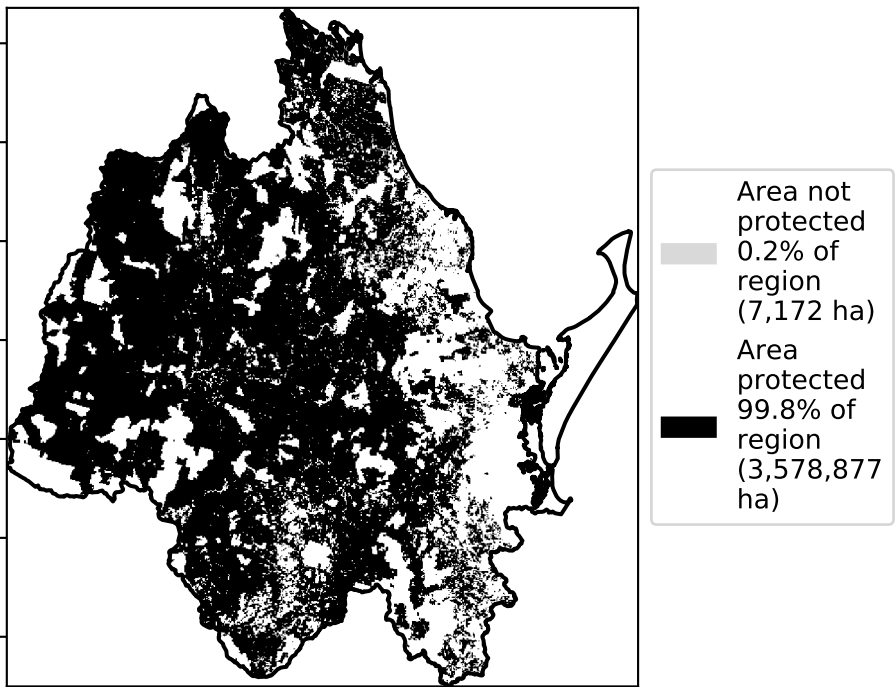 Area not
protected
0.2% of
region
(7,172 ha)
Area
protected
99.8% of
region
(3,578,877
ha)